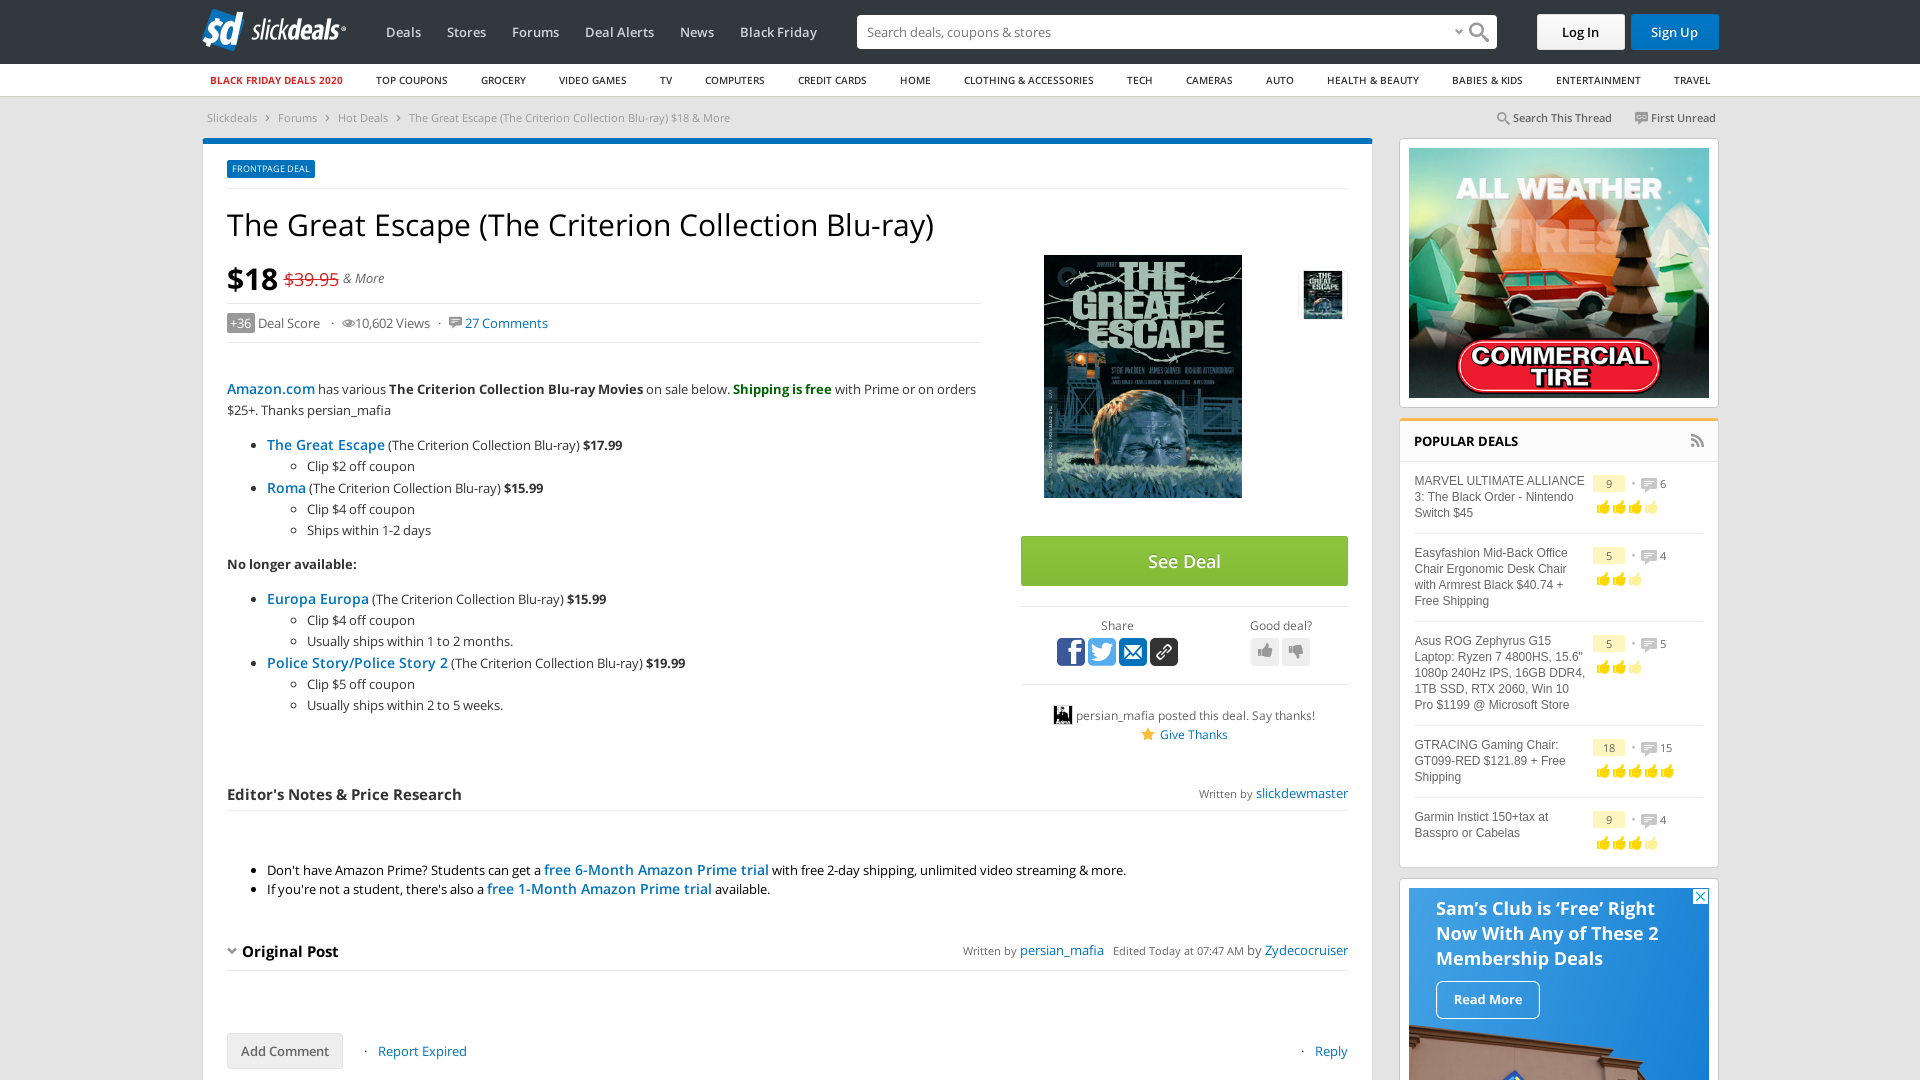 slickdeals
Deals
Stores
Forums
Deal Alerts
News
Black Friday
Search deals, coupons & stores
Log In
Sign Up
BLACK FRIDAY DEALS 2020
TOP COUPONS
GROCERY
VIDEO GAMES
TV
COMPUTERS
CREDIT CARDS
HOME
CLOTHING & ACCESSORIES
TECH
CAMERAS
AUTO
HEALTH & BEAUTY
BABIES & KIDS
ENTERTAINMENT
TRAVEL
Slickdeals > Forums > Hot Deals > The Great Escape (The Criterion Collection Blu-ray) $18 & More
Search This Thread
First Unread
FRONTPAGE DEAL
The Great Escape (The Criterion Collection Blu-ray)
$18 $39.95 & More
+36 Deal Score · 10,602 Views · 27 Comments
Amazon.com has various The Criterion Collection Blu-ray Movies on sale below. Shipping is free with Prime or on orders
$25+. Thanks persian_mafia
The Great Escape (The Criterion Collection Blu-ray) $17.99
Clip $2 off coupon
Roma (The Criterion Collection Blu-ray) $15.99
Clip $4 off coupon
Ships within 1-2 days
No longer available:
Europa Europa (The Criterion Collection Blu-ray) $15.99
Clip $4 off coupon
Usually ships within 1 to 2 months.
Police Story/Police Story 2 (The Criterion Collection Blu-ray) $19.99
Clip $5 off coupon
Usually ships within 2 to 5 weeks.
THE
GREAT
ESCAPE
See Deal
Share
Good deal?
persian_mafia posted this deal. Say thanks!
Give Thanks
Editor's Notes & Price Research
Written by slickdewmaster
Don't have Amazon Prime? Students can get a free 6-Month Amazon Prime trial with free 2-day shipping, unlimited video streaming & more.
If you're not a student, there's also a free 1-Month Amazon Prime trial available.
Original Post
Written by persian_mafia Edited Today at 07:47 AM by Zydecocruiser
Add Comment
· Report Expired
· Reply
ALL WEATHER
TIRES
COMMERCIAL
TIRE
POPULAR DEALS
MARVEL ULTIMATE ALLIANCE
3: The Black Order - Nintendo
Switch $45
9 • 6
Easyfashion Mid-Back Office
Chair Ergonomic Desk Chair
with Armrest Black $40.74 +
Free Shipping
5 • 4
Asus ROG Zephyrus G15
Laptop: Ryzen 7 4800HS, 15.6"
1080p 240Hz IPS, 16GB DDR4,
1TB SSD, RTX 2060, Win 10
Pro $1199 @ Microsoft Store
5 • 5
GTRACING Gaming Chair:
GT099-RED $121.89 + Free
Shipping
18 • 15
Garmin Instict 150+tax at
Basspro or Cabelas
9 • 4
Sam's Club is 'Free' Right
Now With Any of These 2
Membership Deals
Read More